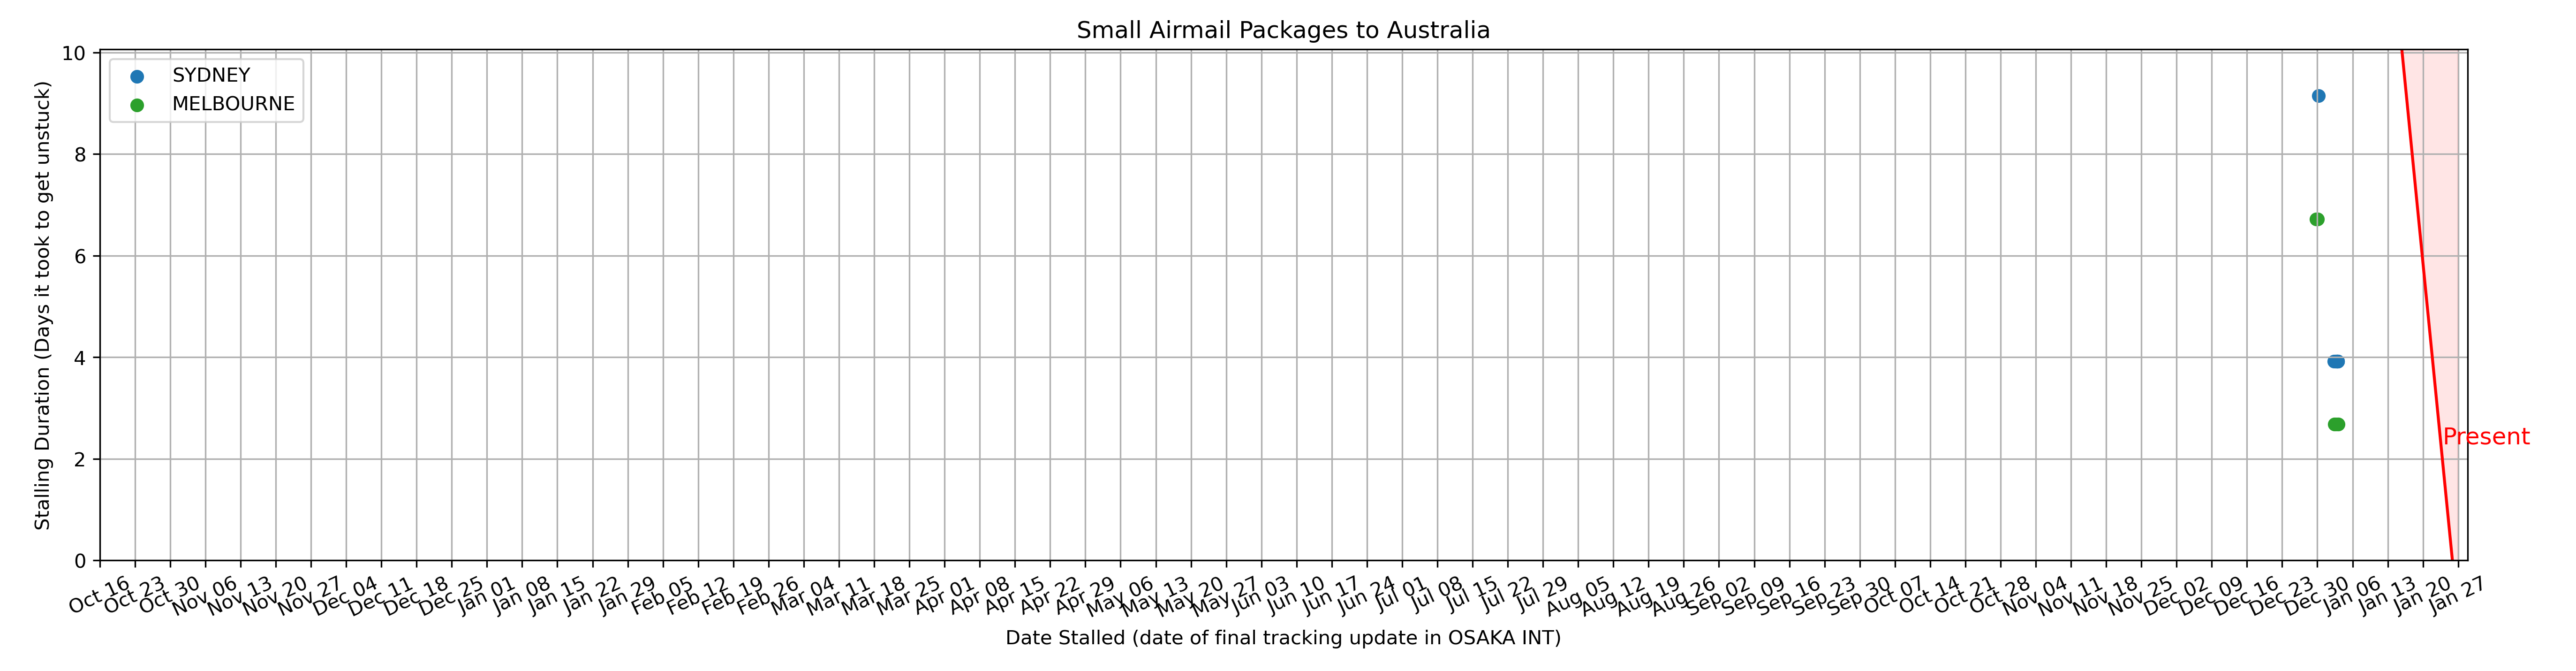 Small Airmail Packages to Australia
SYDNEY
MELBOURNE
Stalling Duration (Days it took to get unstuck)
10
8
6
4
2
0
Present
Oct 16
Oct 23
Oct 30
Nov 06
Nov 13
Nov 20
Nov 27
Dec 04
Dec 11
Dec 18
Dec 25
Jan 01
Jan 08
Jan 15
Jan 22
Jan 29
Feb 05
Feb 12
Feb 19
Feb 26
Mar 04
Mar 11
Mar 18
Mar 25
Apr 01
Apr 08
Apr 15
Apr 22
Apr 29
May 06
May 13
May 20
May 27
Jun 03
Jun 10
Jun 17
Jun 24
Jul 01
Jul 08
Jul 15
Jul 22
Jul 29
Aug 05
Aug 12
Aug 19
Aug 26
Sep 02
Sep 09
Sep 16
Sep 23
Sep 30
Oct 07
Oct 14
Oct 21
Oct 28
Nov 04
Nov 11
Nov 18
Nov 25
Dec 02
Dec 09
Dec 16
Dec 23
Dec 30
Jan 06
Jan 13
Jan 20
Jan 27
Date Stalled (date of final tracking update in OSAKA INT)